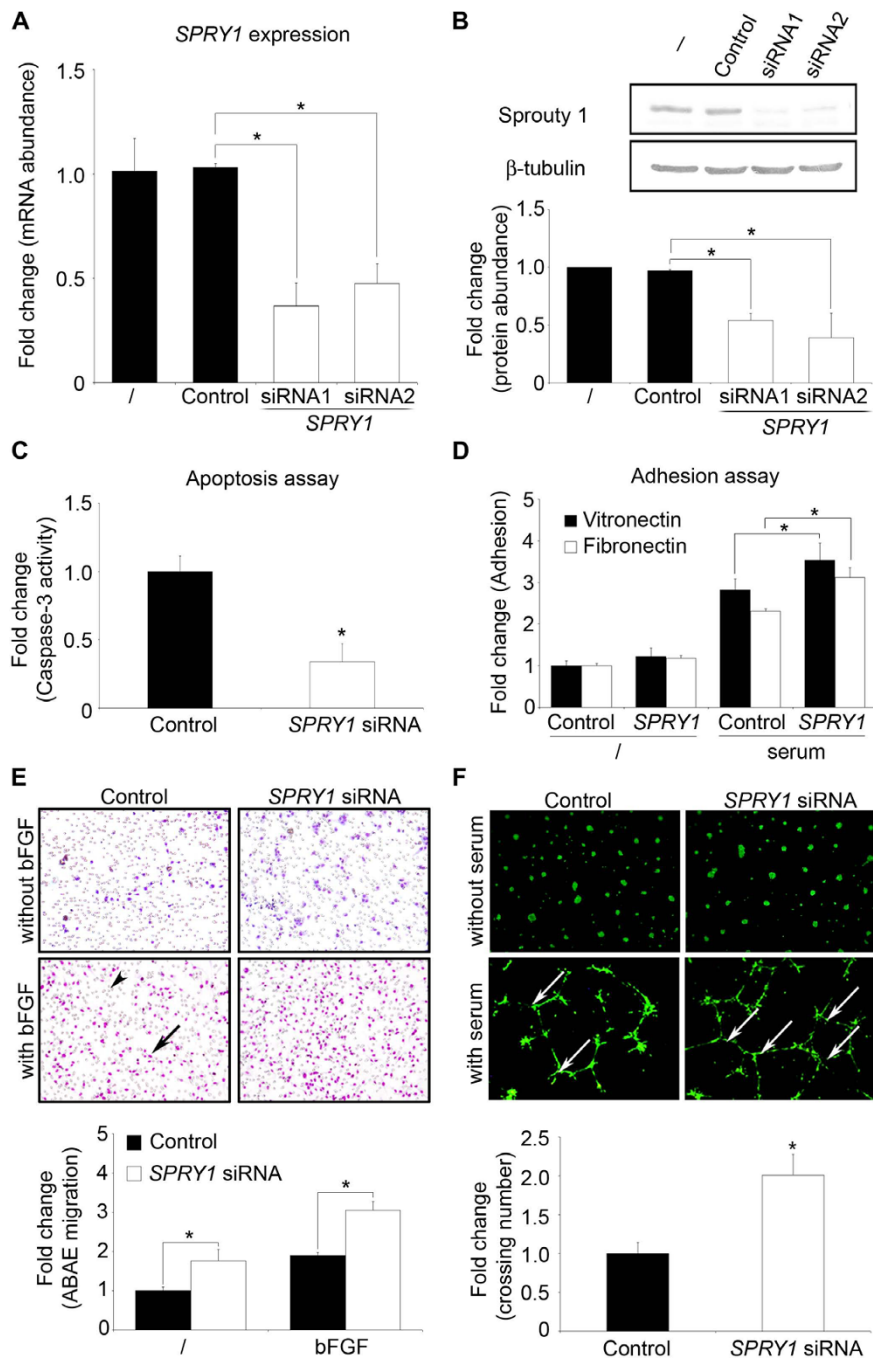 A
SPRY1 expression
Fold change (mRNA abundance)
1.5
1.0
0.5
0
*
*
/
Control
siRNA1
siRNA2
SPRY1
B
/
Control
siRNA1
siRNA2
Sprouty 1
β-tubulin
Fold change
(protein abundance)
1.5
1.0
0.5
0
*
*
/
Control
siRNA1
siRNA2
SPRY1
C
Apoptosis assay
Fold change
(Caspase-3 activity)
1.5
1.0
0.5
0
*
Control
SPRY1 siRNA
D
Adhesion assay
Fold change (Adhesion)
5
4
3
2
1
0
Vitronectin
Fibronectin
*
*
Control
SPRY1
Control
SPRY1
/
serum
E
Control
SPRY1 siRNA
without bFGF
with bFGF
Fold change
(ABAE migration)
5
4
3
2
1
0
Control
SPRY1 siRNA
*
*
/
bFGF
F
Control
SPRY1 siRNA
without serum
with serum
Fold change
(crossing number)
2.5
2.0
1.5
1.0
0.5
0
*
Control
SPRY1 siRNA